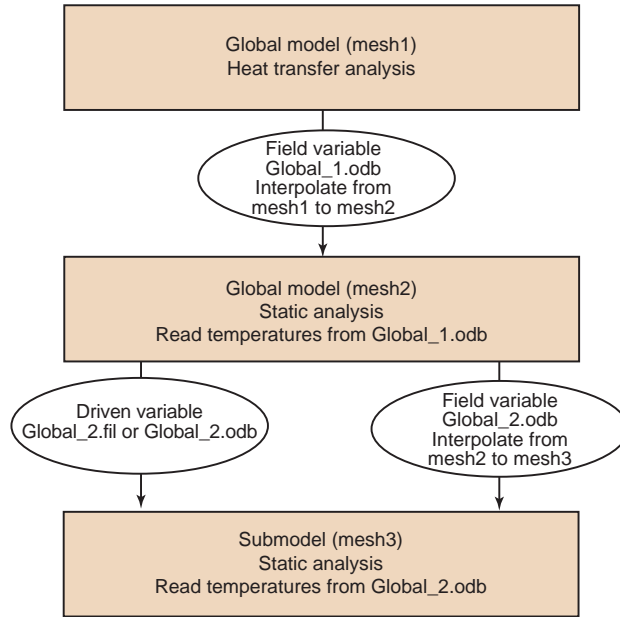 Global model (mesh1)
Heat transfer analysis
Field variable
Global_1.odb
Interpolate from
mesh1 to mesh2
Global model (mesh2)
Static analysis
Read temperatures from Global_1.odb
Driven variable
Global_2.fil or Global_2.odb
Field variable
Global_2.odb
Interpolate from
mesh2 to mesh3
Submodel (mesh3)
Static analysis
Read temperatures from Global_2.odb